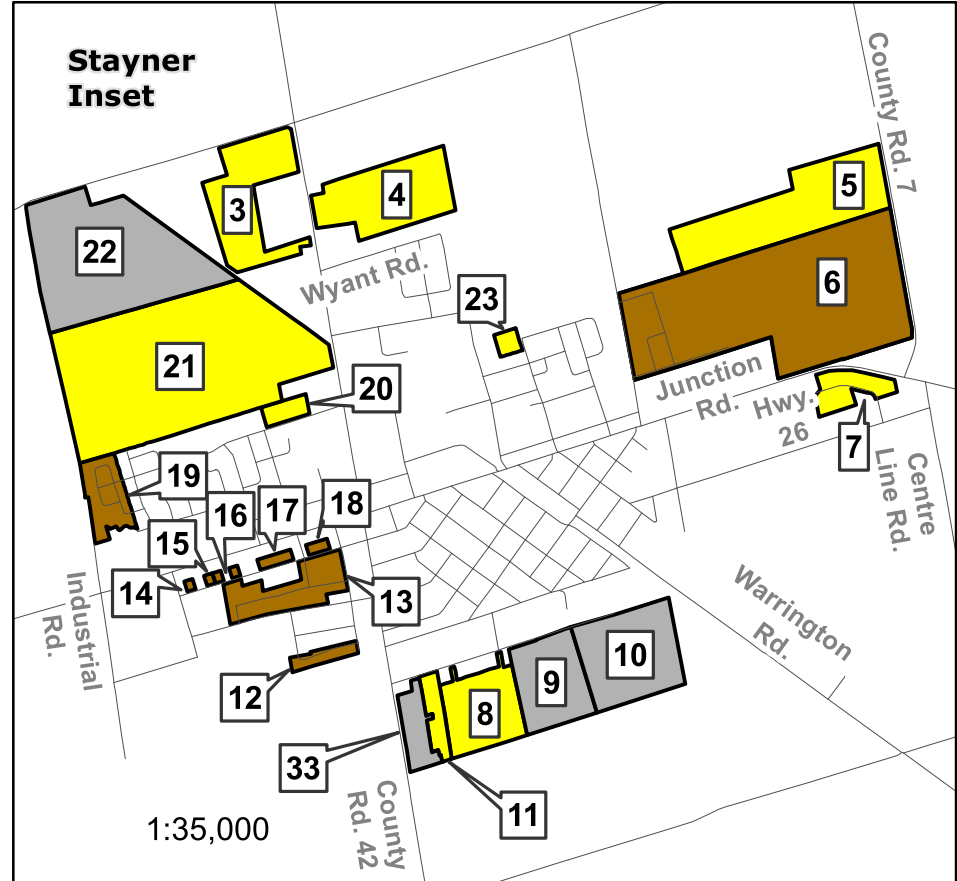 Stayner
Inset
County Rd. 7
3
4
5
22
6
Wyant Rd.
23
21
20
Junction
Rd.
Hwy.
26
7
Centre
Line Rd.
19
16
17
18
15
14
13
Industrial
Rd.
Warrington
Rd.
12
10
9
8
33
11
County
Rd. 42
1:35,000